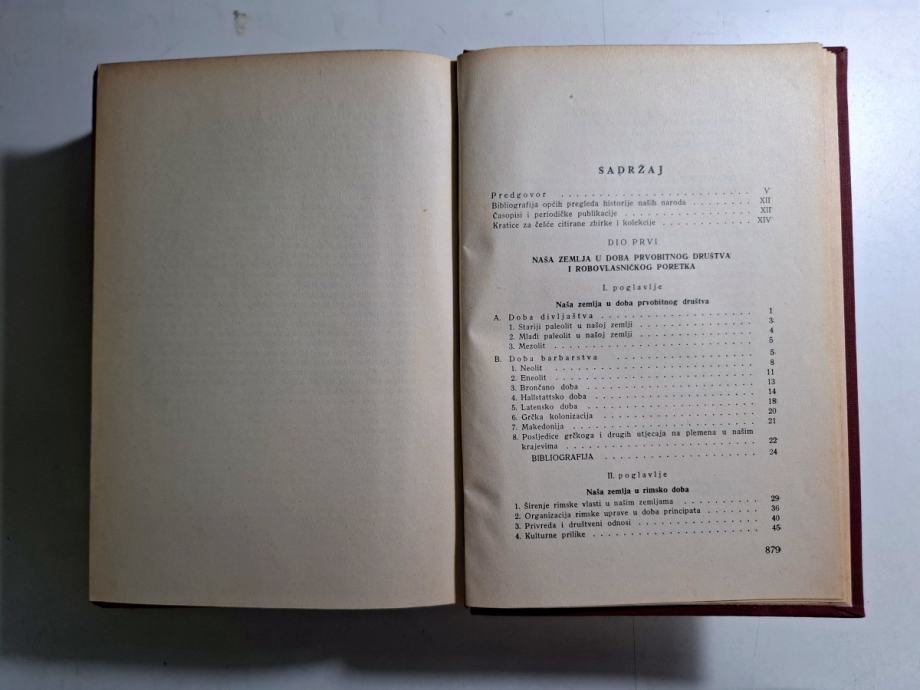 SADRŽAJ
Predgovor . . . . . . . . . . . . . . . . . . . . . V
Bibliografija općih pregleda historije naših naroda . . . . . . . XII
Časopisi i periodičke publikacije . . . . . . . . . . . . . . XII
Kratice za češće citirane zbirke i kolekcije . . . . . . . . . . XIV
DIO PRVI
NAŠA ZEMLJA U DOBA PRVOBITNOG DRUŠTVA
I ROBOVLASNIČKOG PORETKA
I. poglavlje
Naša zemlja u doba prvobitnog društva
A. Doba divljaštva . . . . . . . . . . . . . . . . . 1
1. Stariji paleolit u našoj zemlji . . . . . . . . . . . . . 3
2. Mlađi paleolit u našoj zemlji . . . . . . . . . . . . . 4
3. Mezolit . . . . . . . . . . . . . . . . . . . . . 5
B. Doba barbarstva . . . . . . . . . . . . . . . . 5
1. Neolit . . . . . . . . . . . . . . . . . . . . . 8
2. Eneolit . . . . . . . . . . . . . . . . . . . . . 11
3. Brončano doba . . . . . . . . . . . . . . . . . . 13
4. Hallstattsko doba . . . . . . . . . . . . . . . . . 14
5. Latensko doba . . . . . . . . . . . . . . . . . . 18
6. Grčka kolonizacija . . . . . . . . . . . . . . . . . 20
7. Makedonija . . . . . . . . . . . . . . . . . . . 21
8. Posljedice grčkoga i drugih utjecaja na plemena u našim
krajevima . . . . . . . . . . . . . . . . . . . . 22
BIBLIOGRAFIJA . . . . . . . . . . . . . . . . . 24
II. poglavlje
Naša zemlja u rimsko doba
1. Širenje rimske vlasti u našim zemljama . . . . . . . . . 29
2. Organizacija rimske uprave u doba principata . . . . . . 36
3. Privreda i društveni odnosi . . . . . . . . . . . . . . 40
4. Kulturne prilike . . . . . . . . . . . . . . . . . . 45
879